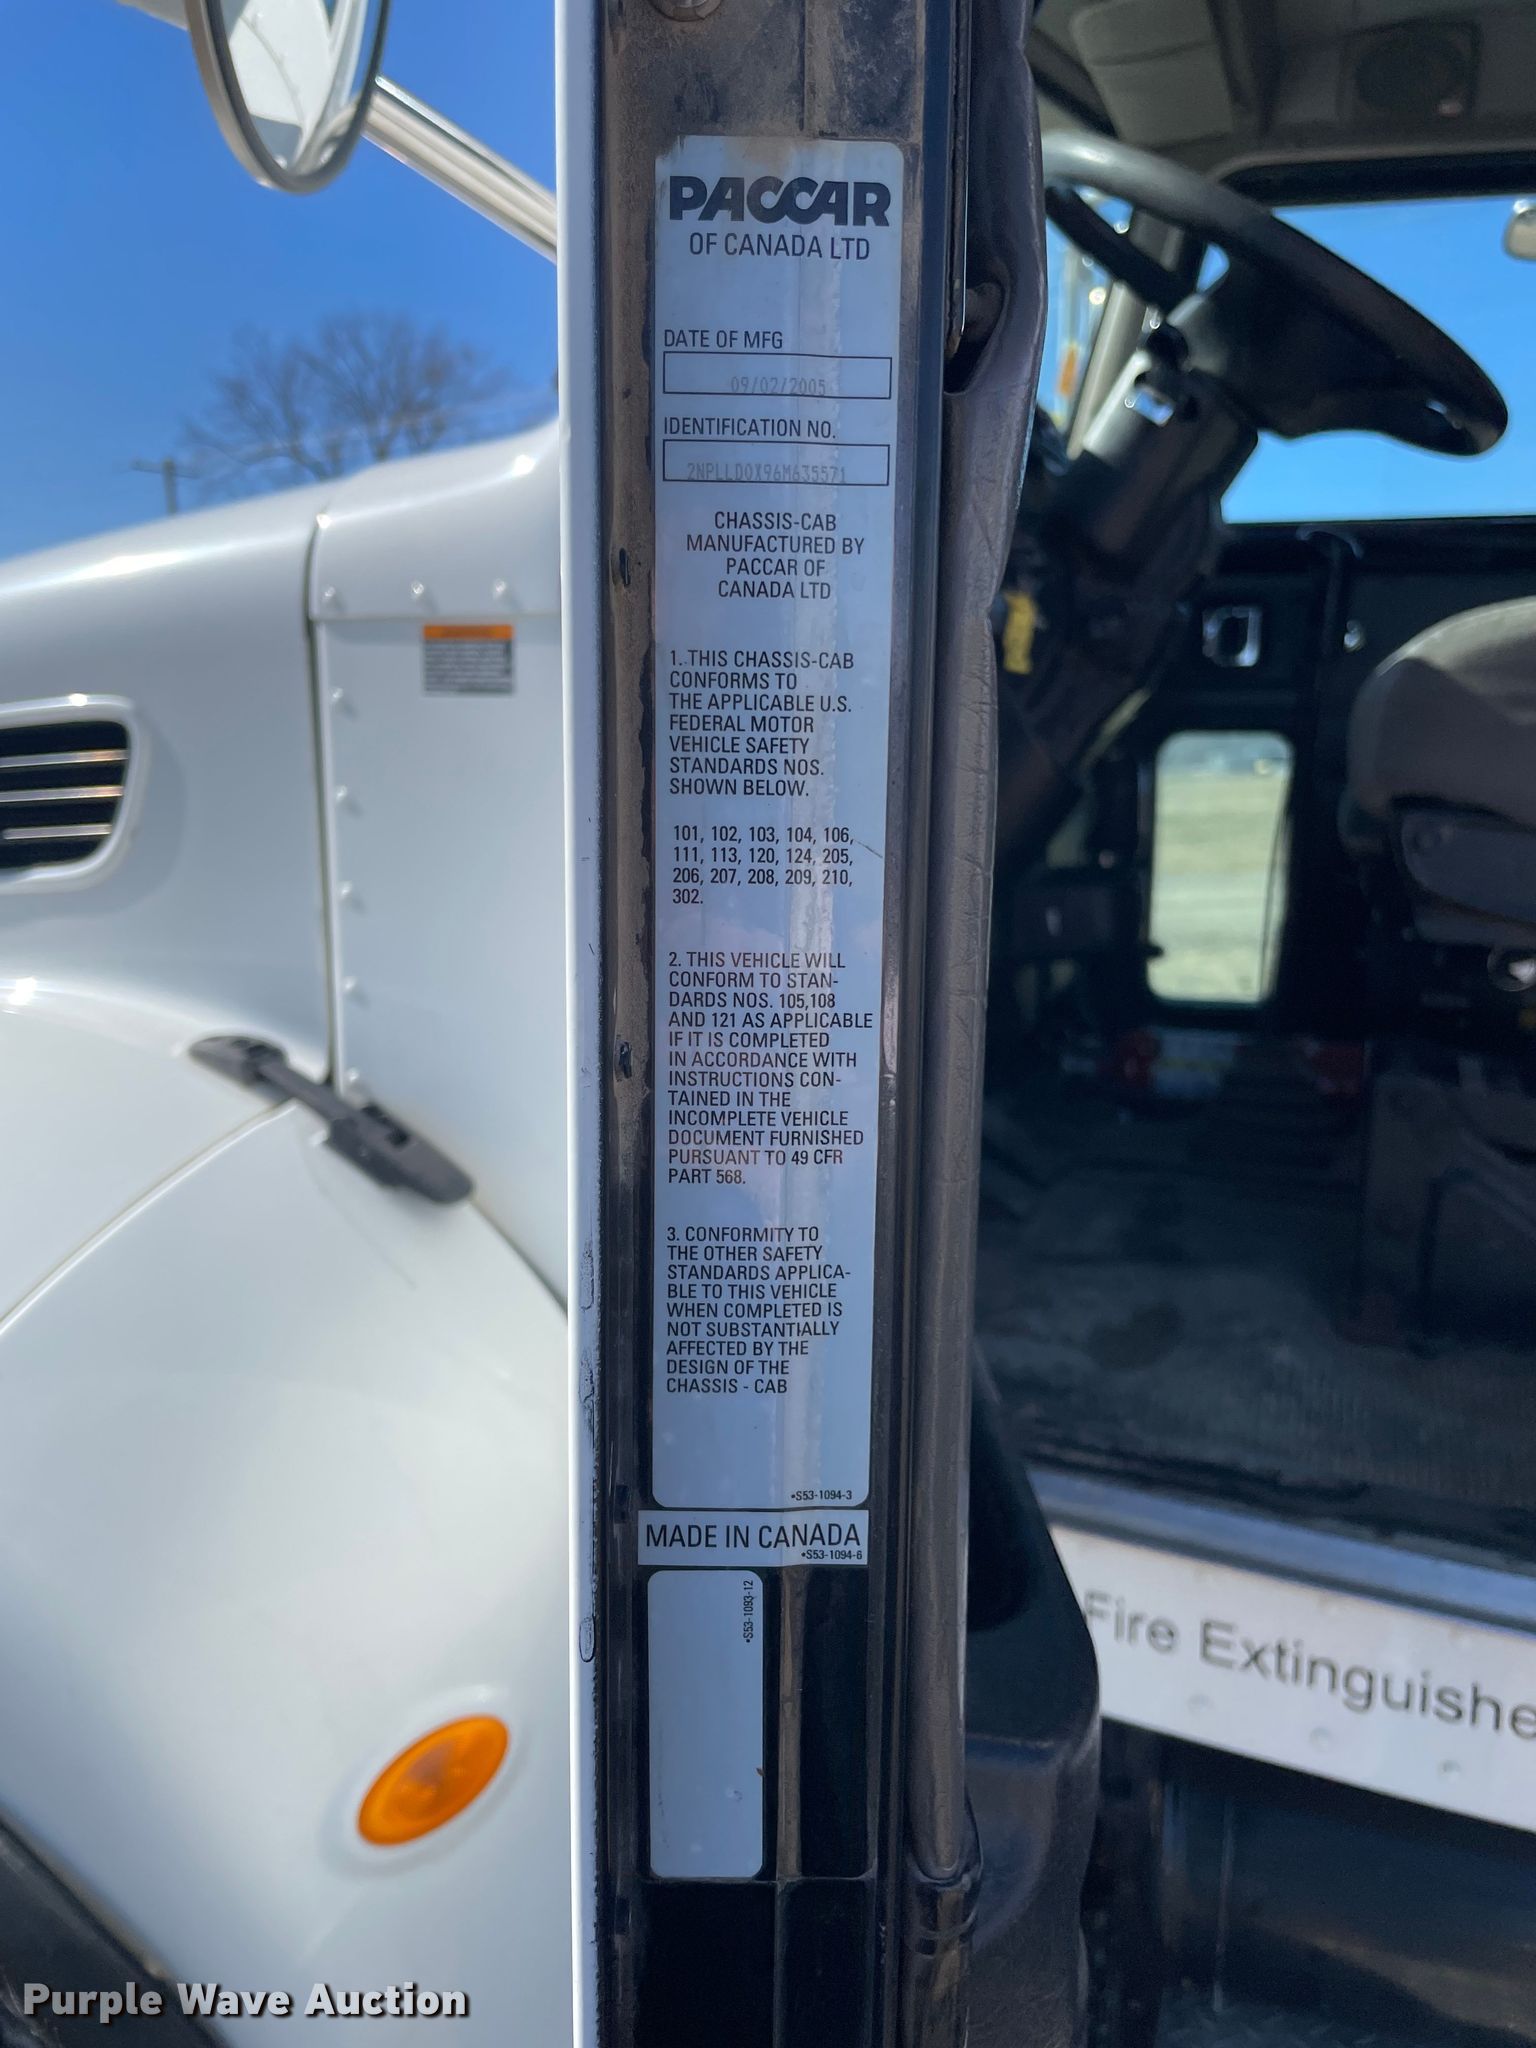 PACCAR
OF CANADA LTD
DATE OF MFG
09/02/2005
IDENTIFICATION NO.
2NPLLD0X96M635571
CHASSIS-CAB
MANUFACTURED BY
PACCAR OF
CANADA LTD
1. THIS CHASSIS-CAB
CONFORMS TO
THE APPLICABLE U.S.
FEDERAL MOTOR
VEHICLE SAFETY
STANDARDS NOS.
SHOWN BELOW.
101, 102, 103, 104, 106,
111, 113, 120, 124, 205,
206, 207, 208, 209, 210,
302.
2. THIS VEHICLE WILL
CONFORM TO STAN-
DARDS NOS. 105,108
AND 121 AS APPLICABLE
IF IT IS COMPLETED
IN ACCORDANCE WITH
INSTRUCTIONS CON-
TAINED IN THE
INCOMPLETE VEHICLE
DOCUMENT FURNISHED
PURSUANT TO 49 CFR
PART 568.
3. CONFORMITY TO
THE OTHER SAFETY
STANDARDS APPLICA-
BLE TO THIS VEHICLE
WHEN COMPLETED IS
NOT SUBSTANTIALLY
AFFECTED BY THE
DESIGN OF THE
CHASSIS - CAB
•S53-1094-3
MADE IN CANADA
•S53-1094-6
•S53-1093-12
Fire Extinguishe
Purple Wave Auction